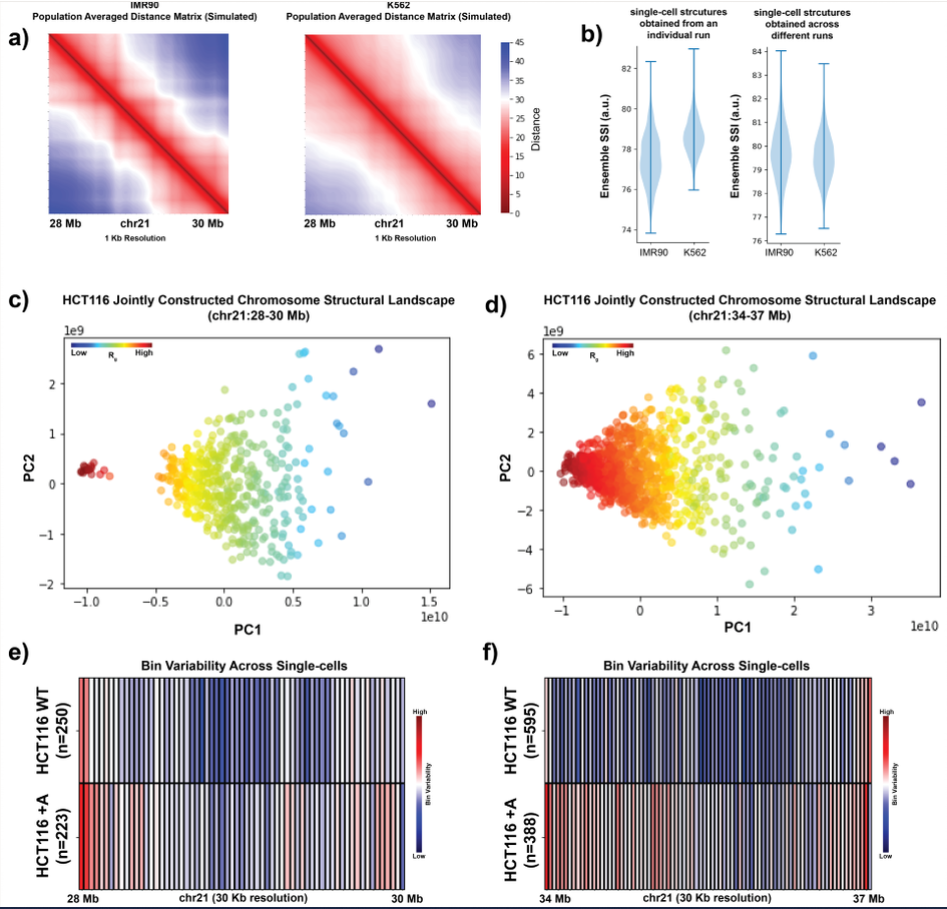 IMR90
Population Averaged Distance Matrix (Simulated)
K562
Population Averaged Distance Matrix (Simulated)
a)
45
40
35
30
25
20
15
10
5
0
Distance
28 Mb chr21 30 Mb
1 Kb Resolution
28 Mb chr21 30 Mb
1 Kb Resolution
b)
single-cell strcutures
obtained from an
individual run
Ensemble SSI (a.u.)
82
80
78
76
74
IMR90 K562
single-cell strcutures
obtained across
different runs
Ensemble SSI (a.u.)
84
83
82
81
80
79
78
77
76
IMR90 K562
c)
HCT116 Jointly Constructed Chromosome Structural Landscape
(chr21:28-30 Mb)
1e9
Low Rg High
PC2
2
1
0
−1
−2
−1.0 −0.5 0.0 0.5 1.0 1.5
1e10
PC1
d)
HCT116 Jointly Constructed Chromosome Structural Landscape
(chr21:34-37 Mb)
1e9
Low Rg High
PC2
6
4
2
0
−2
−4
−6
−1 0 1 2 3
1e10
PC1
e)
Bin Variability Across Single-cells
HCT116 WT
(n=250)
HCT116 +A
(n=223)
High
Bin Variability
Low
28 Mb chr21 (30 Kb resolution) 30 Mb
f)
Bin Variability Across Single-cells
HCT116 WT
(n=595)
HCT116 +A
(n=388)
High
Bin Variability
Low
34 Mb chr21 (30 Kb resolution) 37 Mb